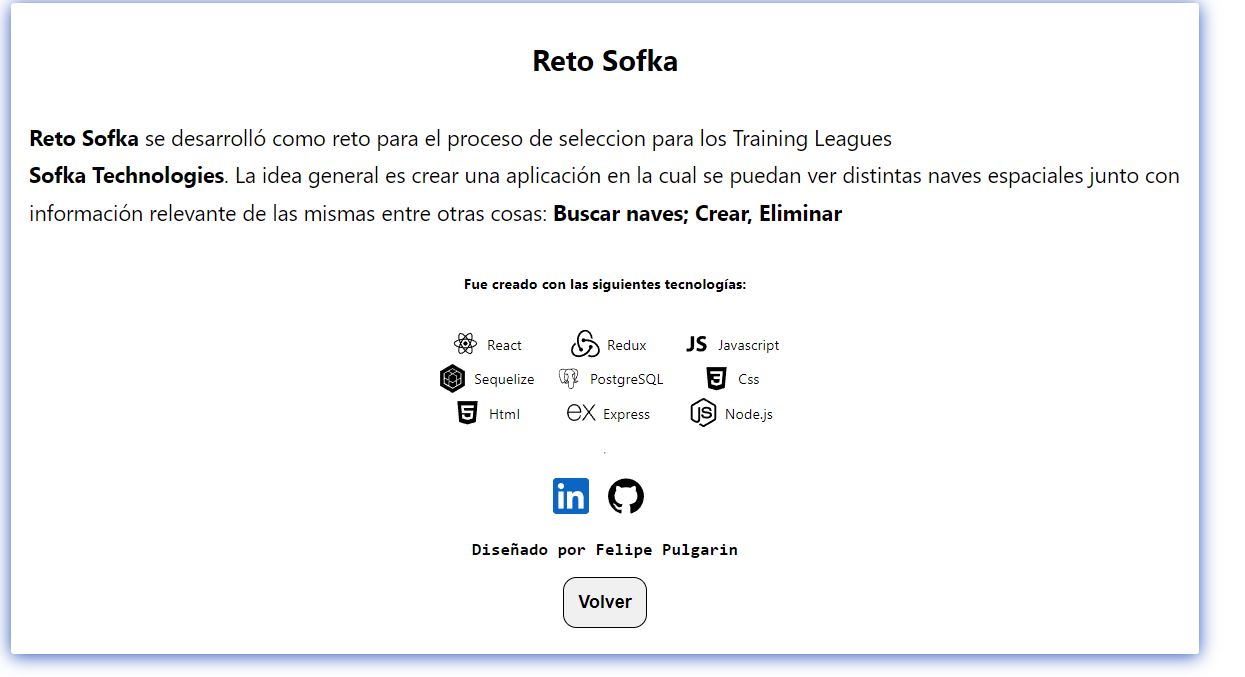 Reto Sofka
Reto Sofka se desarrolló como reto para el proceso de seleccion para los Training Leagues
Sofka Technologies. La idea general es crear una aplicación en la cual se puedan ver distintas naves espaciales junto con
información relevante de las mismas entre otras cosas: Buscar naves; Crear, Eliminar
Fue creado con las siguientes tecnologías:
React Redux JS Javascript
Sequelize PostgreSQL 3 Css
5 Html ex Express JS Node.js
.
in
Diseñado por Felipe Pulgarin
Volver